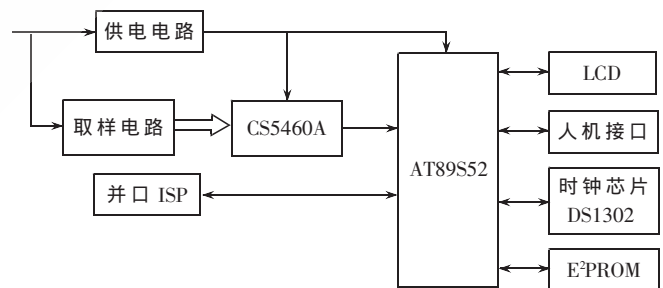 供电电路
取样电路
CS5460A
并口 ISP
AT89S52
LCD
人机接口
时钟芯片
DS1302
E²PROM